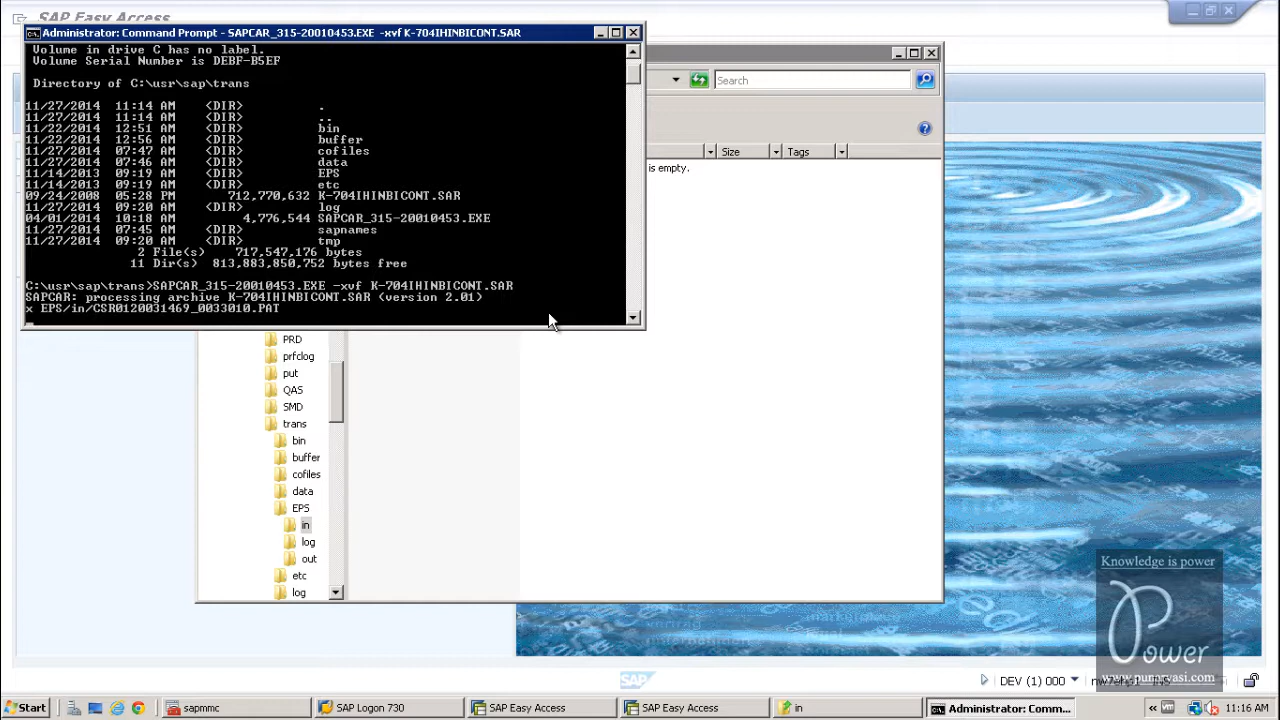 SAP Easy Access
Administrator: Command Prompt - SAPCAR_315-20010453.EXE -xvf K-704IHINBICONT.SAR
Volume in drive C has no label.
Volume Serial Number is DEBF-B5EF
Directory of C:\usr\sap\trans
11/27/2014 11:14 AM <DIR> .
11/27/2014 11:14 AM <DIR> ..
11/22/2014 12:51 AM <DIR> bin
11/22/2014 12:56 AM <DIR> buffer
11/27/2014 07:47 AM <DIR> cofiles
11/27/2014 07:46 AM <DIR> data
11/14/2013 09:19 AM <DIR> EPS
11/14/2013 09:19 AM <DIR> etc
09/24/2008 05:28 PM 712,770,632 K-704IHINBICONT.SAR
11/27/2014 09:20 AM <DIR> log
04/01/2014 10:18 AM 4,776,544 SAPCAR_315-20010453.EXE
11/27/2014 07:45 AM <DIR> sapnames
11/27/2014 09:20 AM <DIR> tmp
2 File(s) 717,547,176 bytes
11 Dir(s) 813,883,850,752 bytes free
C:\usr\sap\trans>SAPCAR_315-20010453.EXE -xvf K-704IHINBICONT.SAR
SAPCAR: processing archive K-704IHINBICONT.SAR (version 2.01)
x EPS/in/CSR0120031469_0033010.PAT
Search
Size Tags
is empty.
PRD
prfclog
put
QAS
SMD
trans
bin
buffer
cofiles
data
EPS
in
log
out
etc
log
Knowledge is power
Power
www.punarvasi.com
SAP
DEV (1) 000
Start
sapmmc
SAP Logon 730
SAP Easy Access
SAP Easy Access
in
Administrator: Comm...
11:16 AM